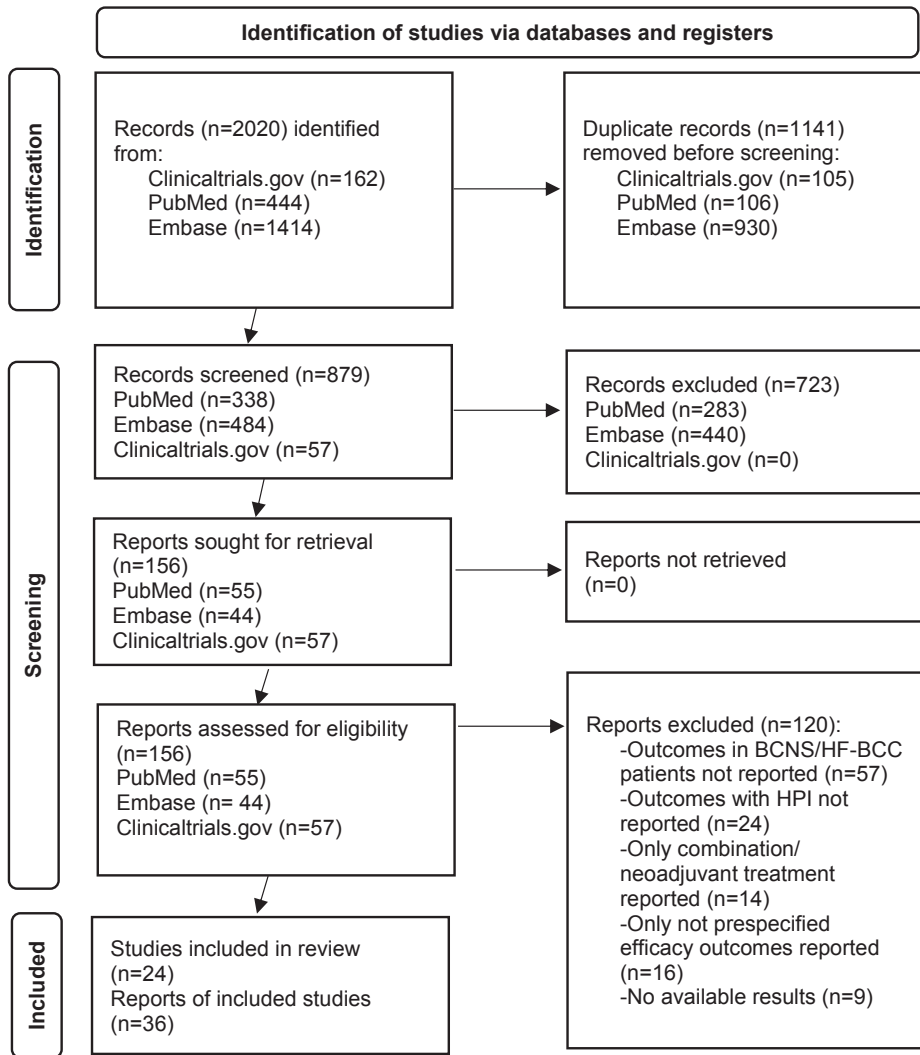 Identification of studies via databases and registers
Identification
Records (n=2020) identified
from:
Clinicaltrials.gov (n=162)
PubMed (n=444)
Embase (n=1414)
Duplicate records (n=1141)
removed before screening:
Clinicaltrials.gov (n=105)
PubMed (n=106)
Embase (n=930)
Screening
Records screened (n=879)
PubMed (n=338)
Embase (n=484)
Clinicaltrials.gov (n=57)
Records excluded (n=723)
PubMed (n=283)
Embase (n=440)
Clinicaltrials.gov (n=0)
Reports sought for retrieval
(n=156)
PubMed (n=55)
Embase (n=44)
Clinicaltrials.gov (n=57)
Reports not retrieved
(n=0)
Reports assessed for eligibility
(n=156)
PubMed (n=55)
Embase (n= 44)
Clinicaltrials.gov (n=57)
Reports excluded (n=120):
-Outcomes in BCNS/HF-BCC
patients not reported (n=57)
-Outcomes with HPI not
reported (n=24)
-Only combination/
neoadjuvant treatment
reported (n=14)
-Only not prespecified
efficacy outcomes reported
(n=16)
-No available results (n=9)
Included
Studies included in review
(n=24)
Reports of included studies
(n=36)